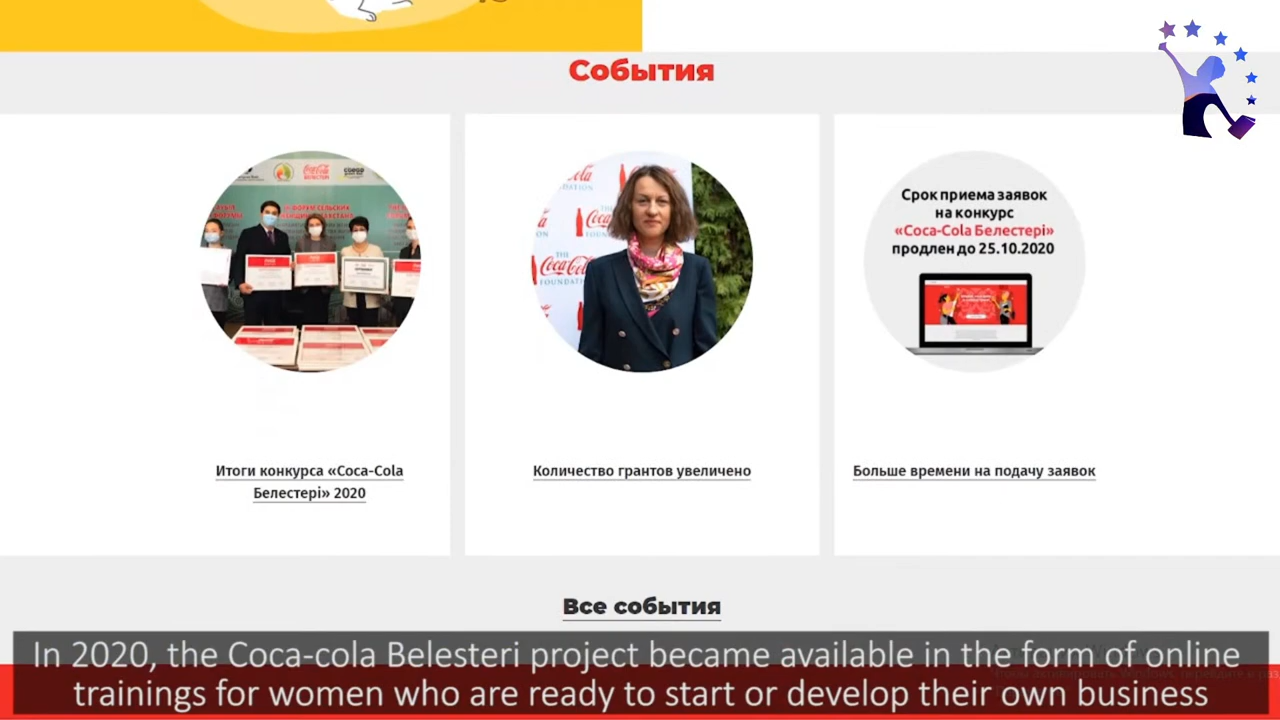 События
Срок приема заявок
на конкурс
«Coca-Cola Белестері»
продлен до 25.10.2020
Итоги конкурса «Coca-Cola
Белестері» 2020
Количество грантов увеличено
Больше времени на подачу заявок
Все события
In 2020, the Coca-cola Belesteri project became available in the form of online
trainings for women who are ready to start or develop their own business